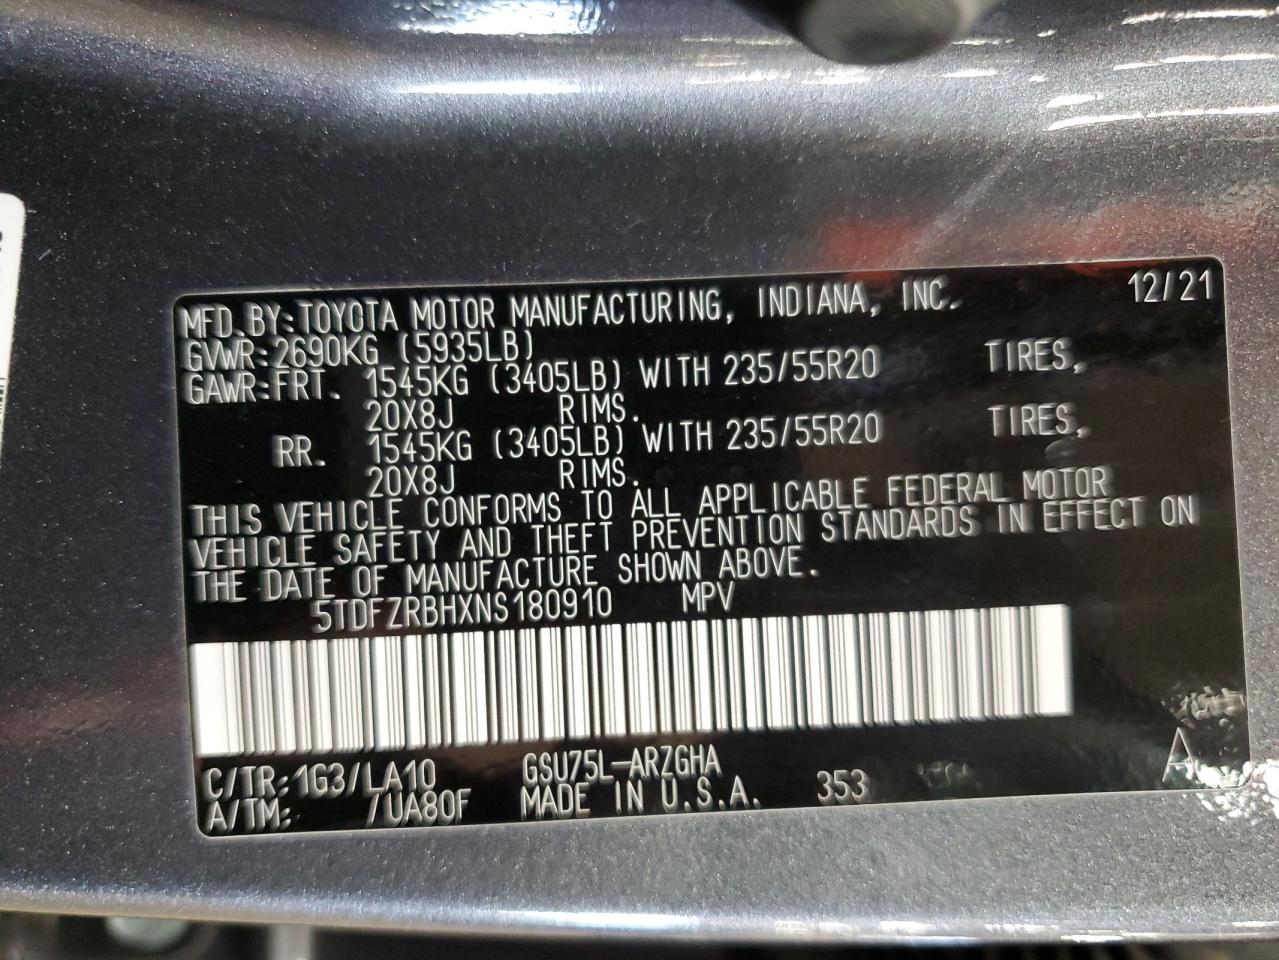 MFD. BY: TOYOTA MOTOR MANUFACTURING, INDIANA, INC. 12/21
GVWR: 2690KG (5935LB)
GAWR: FRT. 1545KG (3405LB) WITH 235/55R20 TIRES,
20X8J RIMS.
RR. 1545KG (3405LB) WITH 235/55R20 TIRES,
20X8J RIMS.
THIS VEHICLE CONFORMS TO ALL APPLICABLE FEDERAL MOTOR
VEHICLE SAFETY AND THEFT PREVENTION STANDARDS IN EFFECT ON
THE DATE OF MANUFACTURE SHOWN ABOVE.
5TDFZRBHXNS180910 MPV
C/TR: 1G3/LA10 GSU75L-ARZGHA
A/TM: /UA80F MADE IN U.S.A. 353 A